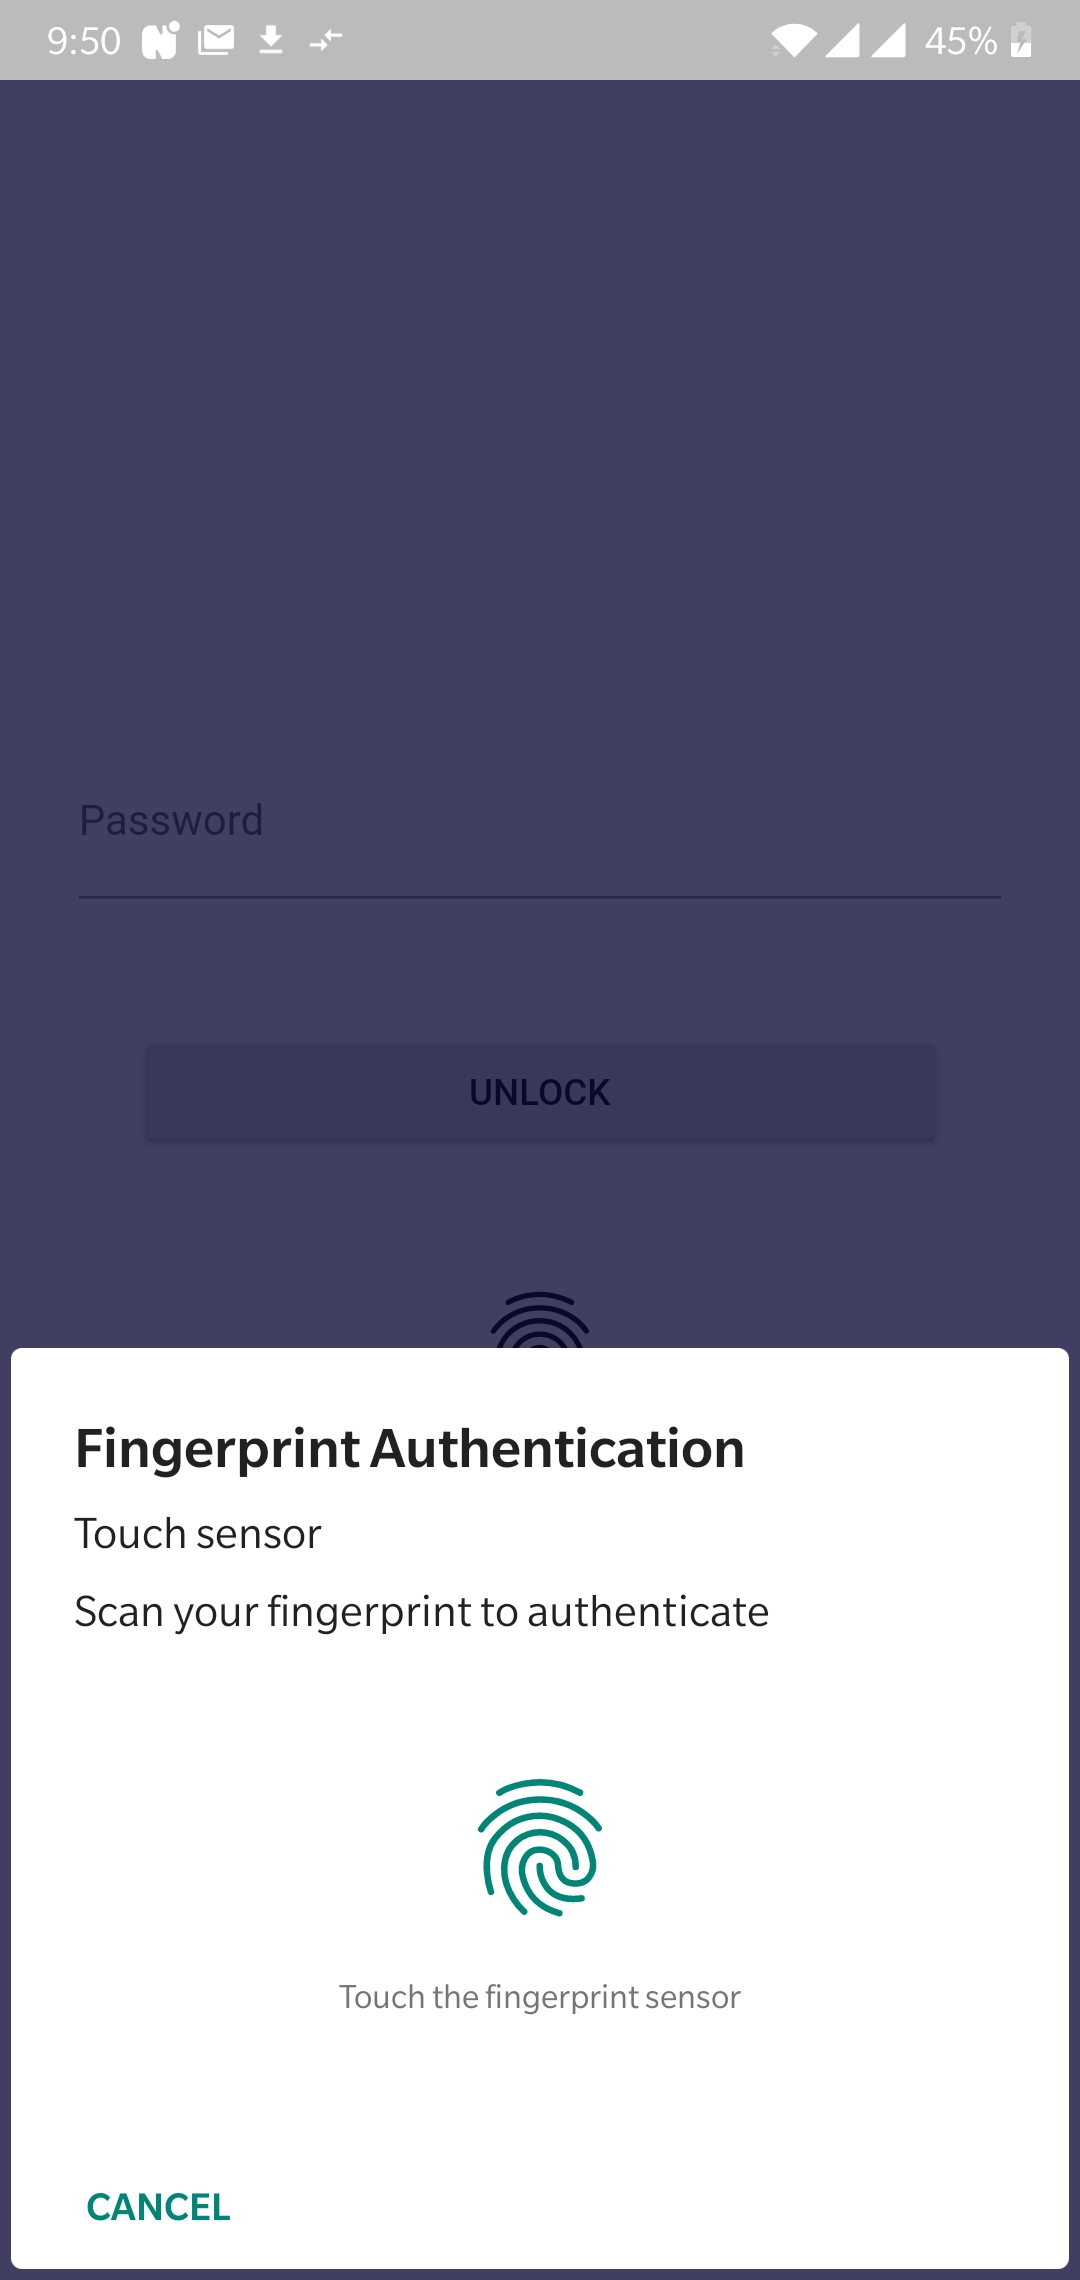 9:50 45%
Password
UNLOCK
Fingerprint Authentication
Touch sensor
Scan your fingerprint to authenticate
Touch the fingerprint sensor
CANCEL